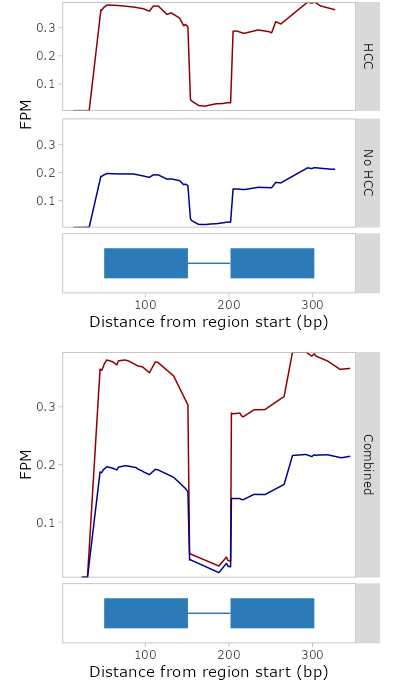 0.3
0.2
0.1
HCC
FPM
0.3
0.2
0.1
No HCC
100 200 300
Distance from region start (bp)
0.3
0.2
0.1
FPM
Combined
100 200 300
Distance from region start (bp)